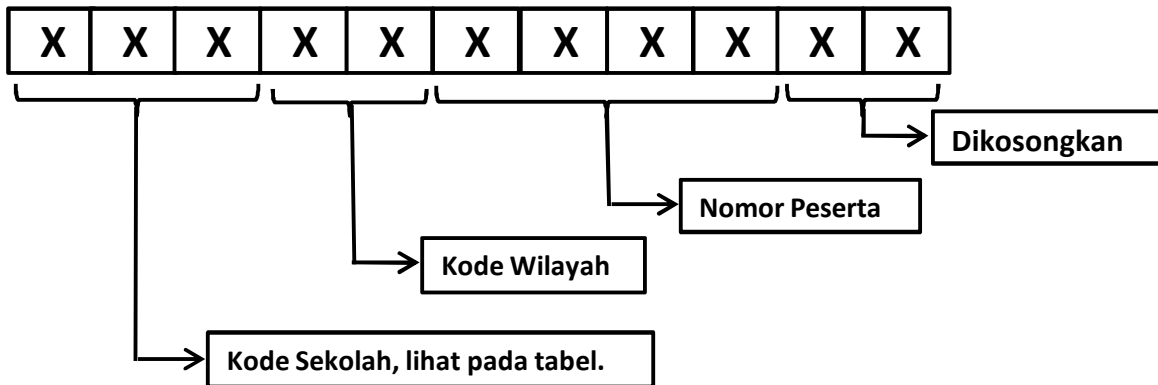 X X X X X X X X X X X
Dikosongkan
Nomor Peserta
Kode Wilayah
Kode Sekolah, lihat pada tabel.